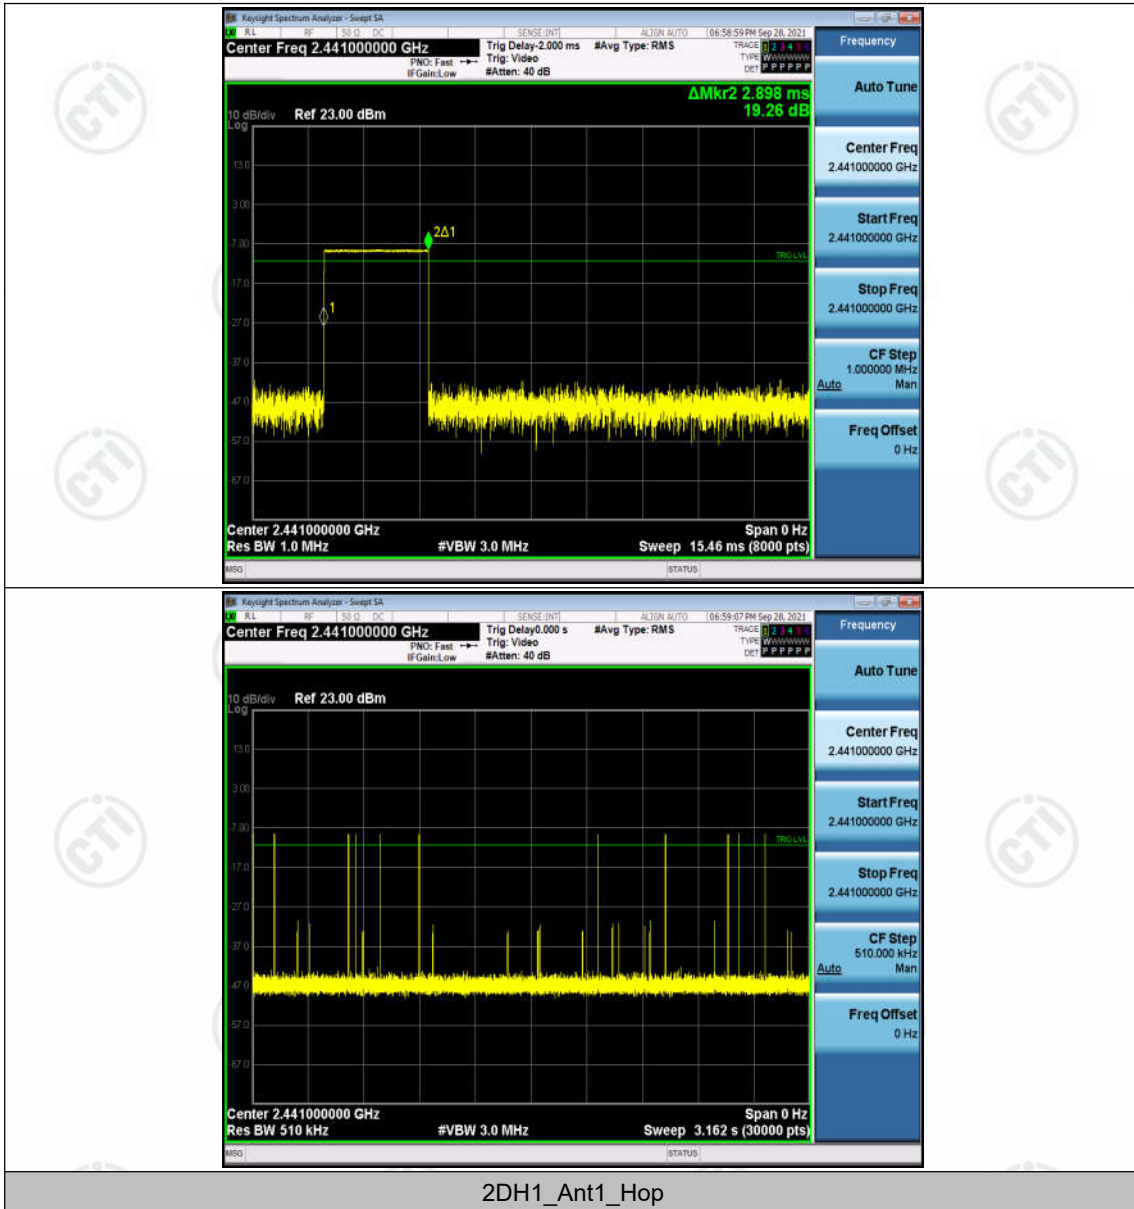 Keysight Spectrum Analyzer - Swept SA
RL RF 50 Ω DC SENSE:INT ALIGN AUTO 06:58:59 PM Sep 28, 2021
Center Freq 2.441000000 GHz Trig Delay-2.000 ms #Avg Type: RMS TRACE 1 2 3 4 5 6 Frequency
PNO: Fast Trig: Video TYPE WWWWWW
IFGain:Low #Atten: 40 dB DET P P P P P P
Auto Tune
ΔMkr2 2.898 ms
10 dB/div Ref 23.00 dBm 19.26 dB
Log
Center Freq
2.441000000 GHz
13.0
3.00
Start Freq
2.441000000 GHz
-7.00
2Δ1
TRIG LVL
-17.0
Stop Freq
2.441000000 GHz
1
-27.0
CF Step
1.000000 MHz
Auto Man
-37.0
-47.0
Freq Offset
0 Hz
-57.0
-67.0
Center 2.441000000 GHz Span 0 Hz
Res BW 1.0 MHz #VBW 3.0 MHz Sweep 15.46 ms (8000 pts)
MSG STATUS
Keysight Spectrum Analyzer - Swept SA
RL RF 50 Ω DC SENSE:INT ALIGN AUTO 06:59:07 PM Sep 28, 2021
Center Freq 2.441000000 GHz Trig Delay0.000 s #Avg Type: RMS TRACE 1 2 3 4 5 6 Frequency
PNO: Fast Trig: Video TYPE WWWWWW
IFGain:Low #Atten: 40 dB DET P P P P P P
Auto Tune
10 dB/div Ref 23.00 dBm
Log
Center Freq
2.441000000 GHz
13.0
3.00
Start Freq
2.441000000 GHz
-7.00
TRIG LVL
-17.0
Stop Freq
2.441000000 GHz
-27.0
CF Step
510.000 kHz
Auto Man
-37.0
-47.0
Freq Offset
0 Hz
-57.0
-67.0
Center 2.441000000 GHz Span 0 Hz
Res BW 510 kHz #VBW 3.0 MHz Sweep 3.162 s (30000 pts)
MSG STATUS
2DH1_Ant1_Hop
CTI
CTI
CTI
CTI
CTI
CTI